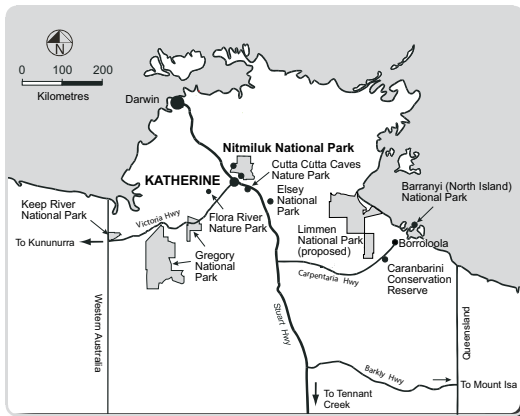 N
0 100 200
Kilometres
Darwin
Nitmiluk National Park
KATHERINE
Cutta Cutta Caves
Nature Park
Elsey
National
Park
Barranyi (North Island)
National Park
Keep River
National Park
Victoria Hwy
Flora River
Nature Park
Limmen
National Park
(proposed)
To Kununurra
Gregory
National
Park
Borroloola
Caranbarini
Conservation
Reserve
Carpentaria Hwy
Western Australia
Stuart Hwy
Queensland
Barkly Hwy
To Mount Isa
To Tennant
Creek